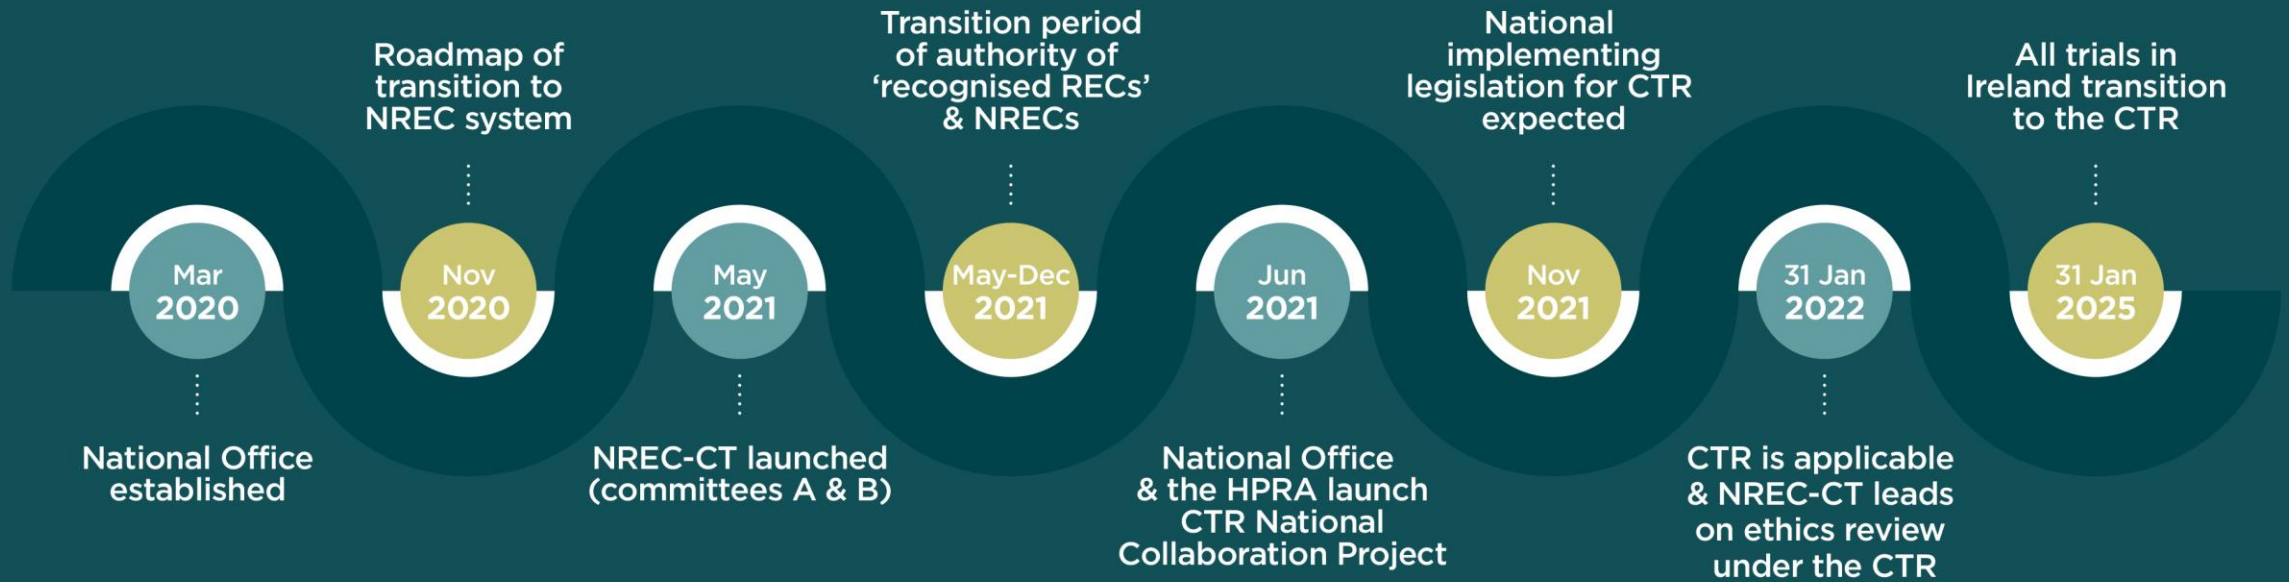 Mar
2020
National Office
established
Roadmap of
transition to
NREC system
Nov
2020
May
2021
NREC-CT launched
(committees A & B)
Transition period
of authority of
‘recognised RECs’
& NRECs
May-Dec
2021
Jun
2021
National Office
& the HPRA launch
CTR National
Collaboration Project
National
implementing
legislation for CTR
expected
Nov
2021
31 Jan
2022
CTR is applicable
& NREC-CT leads
on ethics review
under the CTR
All trials in
Ireland transition
to the CTR
31 Jan
2025